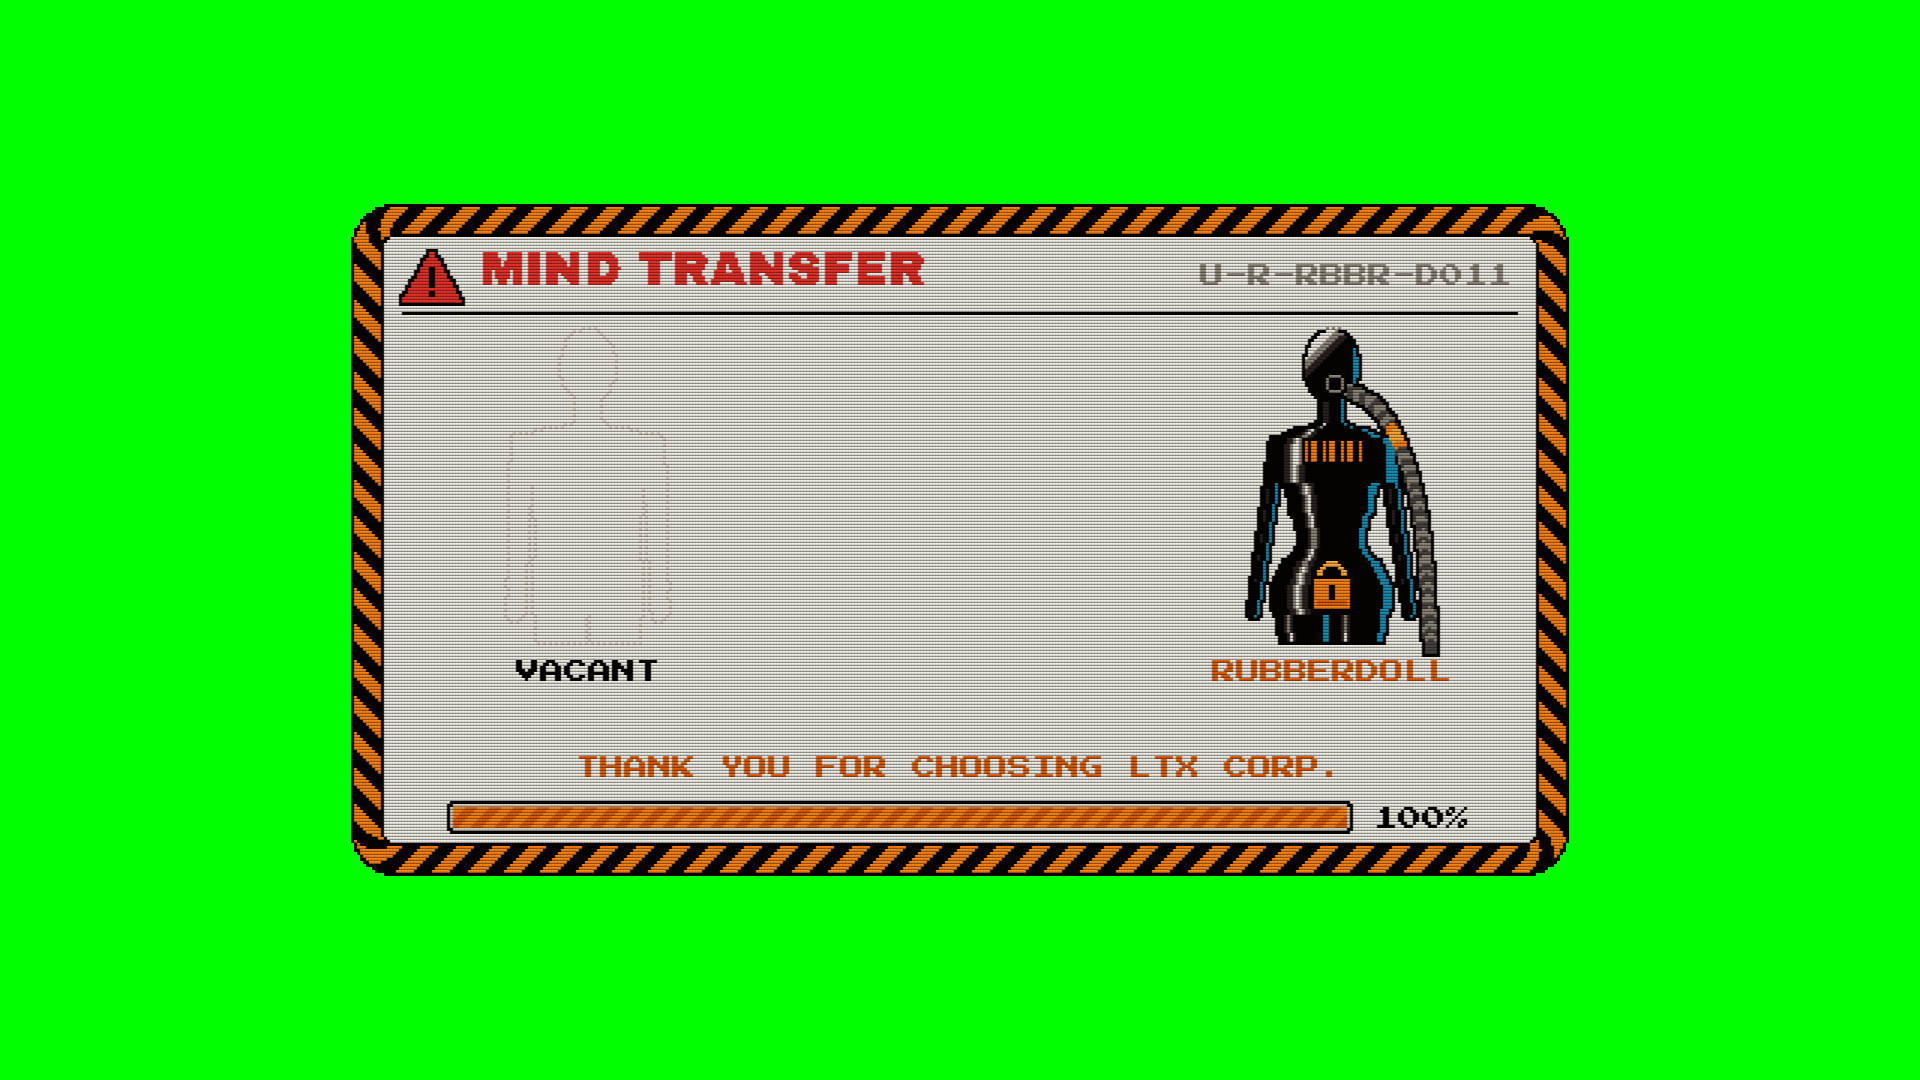 MIND TRANSFER
U-R-RBBR-D011
VACANT
RUBBERDOLL
THANK YOU FOR CHOOSING LTX CORP.
100%